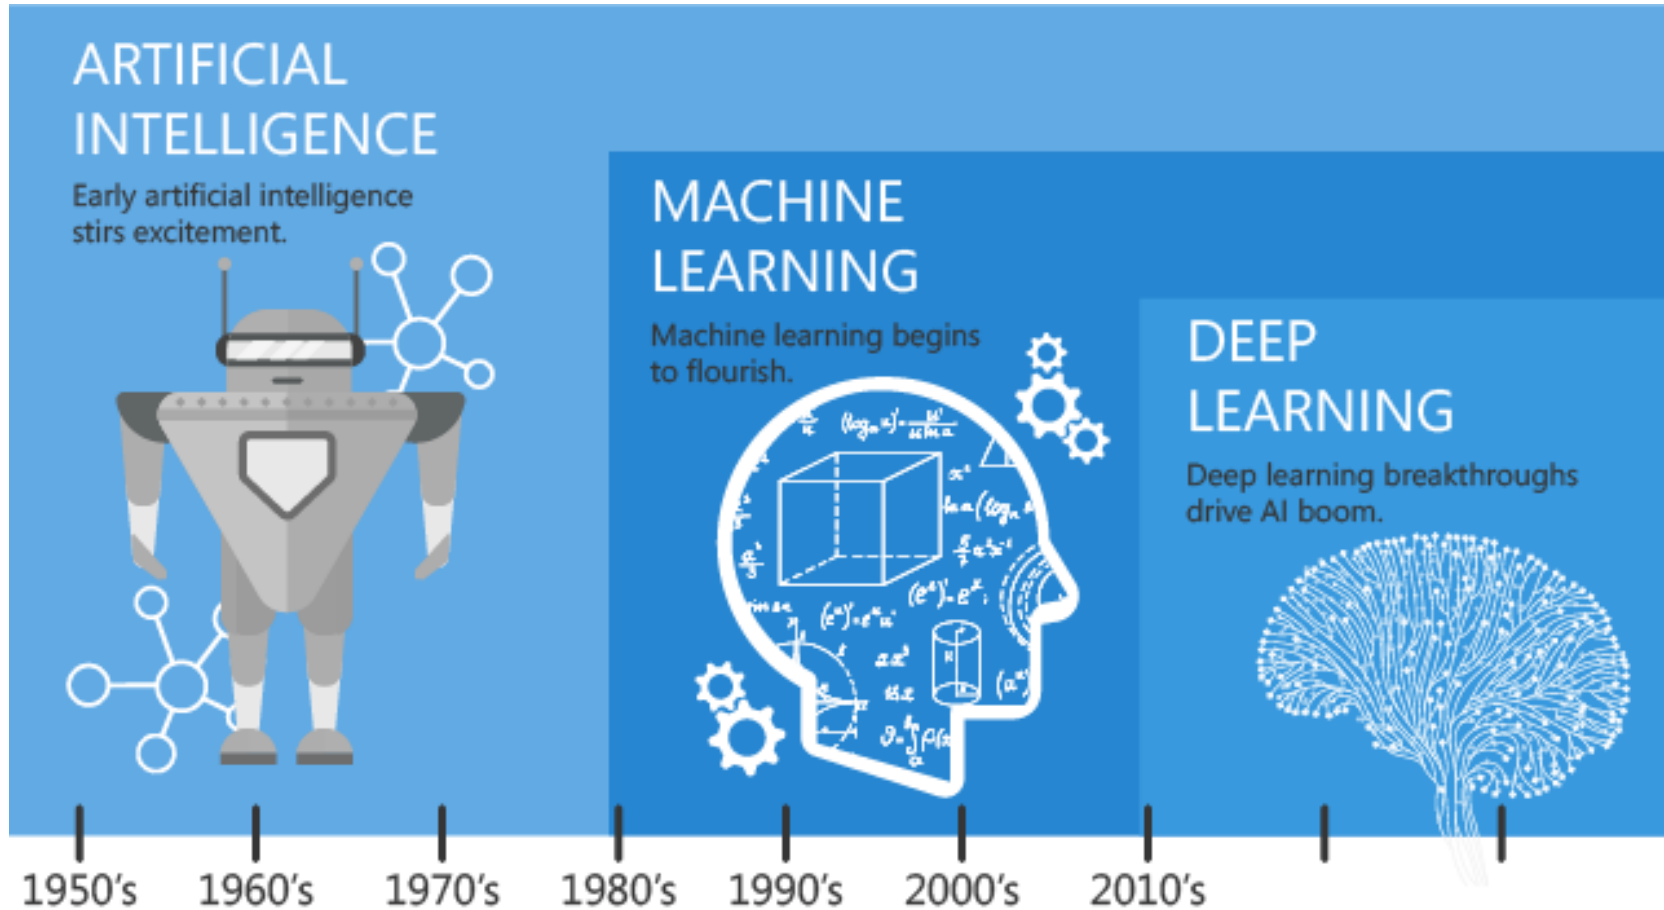 ARTIFICIAL
INTELLIGENCE
Early artificial intelligence
stirs excitement.
MACHINE
LEARNING
Machine learning begins
to flourish.
DEEP
LEARNING
Deep learning breakthroughs
drive AI boom.
1950's 1960's 1970's 1980's 1990's 2000's 2010's